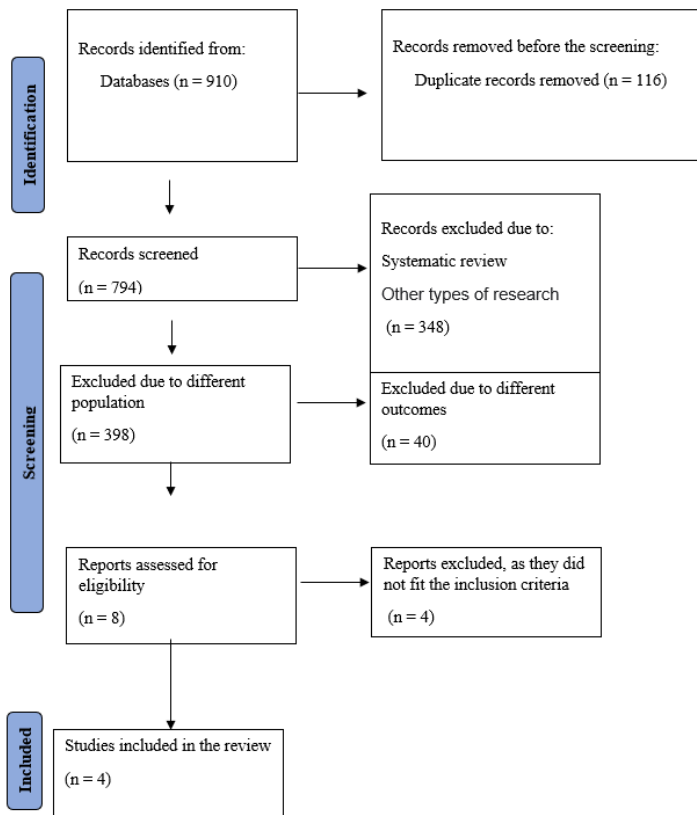 Identification
Records identified from:
Databases (n = 910)
Records removed before the screening:
Duplicate records removed (n = 116)
Screening
Records screened
(n = 794)
Records excluded due to:
Systematic review
Other types of research
(n = 348)
Excluded due to different
population
(n = 398)
Excluded due to different
outcomes
(n = 40)
Reports assessed for
eligibility
(n = 8)
Reports excluded, as they did
not fit the inclusion criteria
(n = 4)
Included
Studies included in the review
(n = 4)